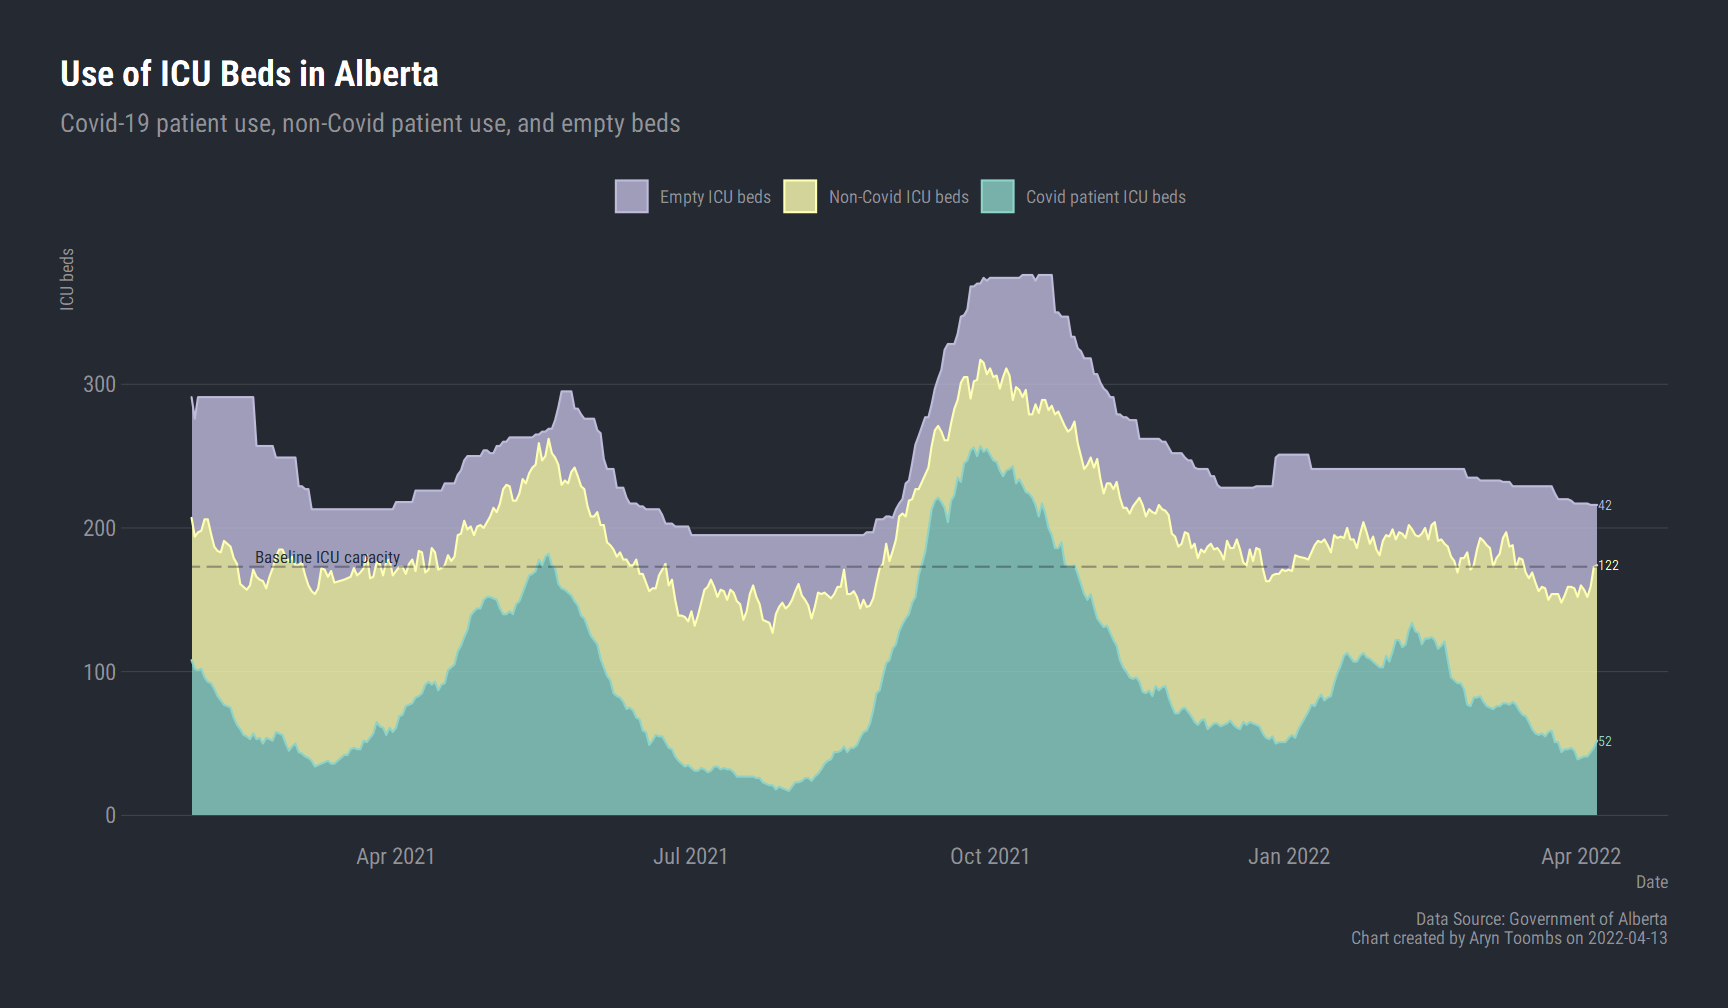 Use of ICU Beds in Alberta
Covid-19 patient use, non-Covid patient use, and empty beds
Empty ICU beds
Non-Covid ICU beds
Covid patient ICU beds
ICU beds
300
200
100
0
Baseline ICU capacity
42
122
52
Apr 2021
Jul 2021
Oct 2021
Jan 2022
Apr 2022
Date
Data Source: Government of Alberta
Chart created by Aryn Toombs on 2022-04-13